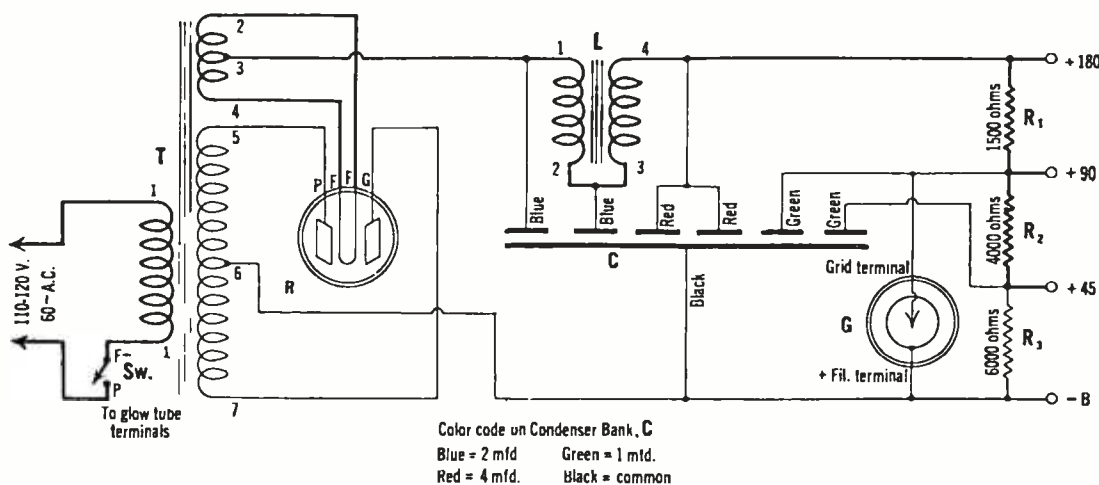 2
3
4
5
6
7
T
1
1
110-120 V.
60~A.C.
F+
Sw.
P
To glow tube
terminals
P
F
F
G
R
1
L
4
2
3
Blue
Blue
Red
Red
Green
Green
C
Black
+ 180
R1
1500 ohms
+ 90
R2
4000 ohms
+ 45
R3
6000 ohms
- B
Grid terminal
G
+ Fil. terminal
Color code on Condenser Bank, C
Blue = 2 mfd Green = 1 mfd.
Red = 4 mfd. Black = common